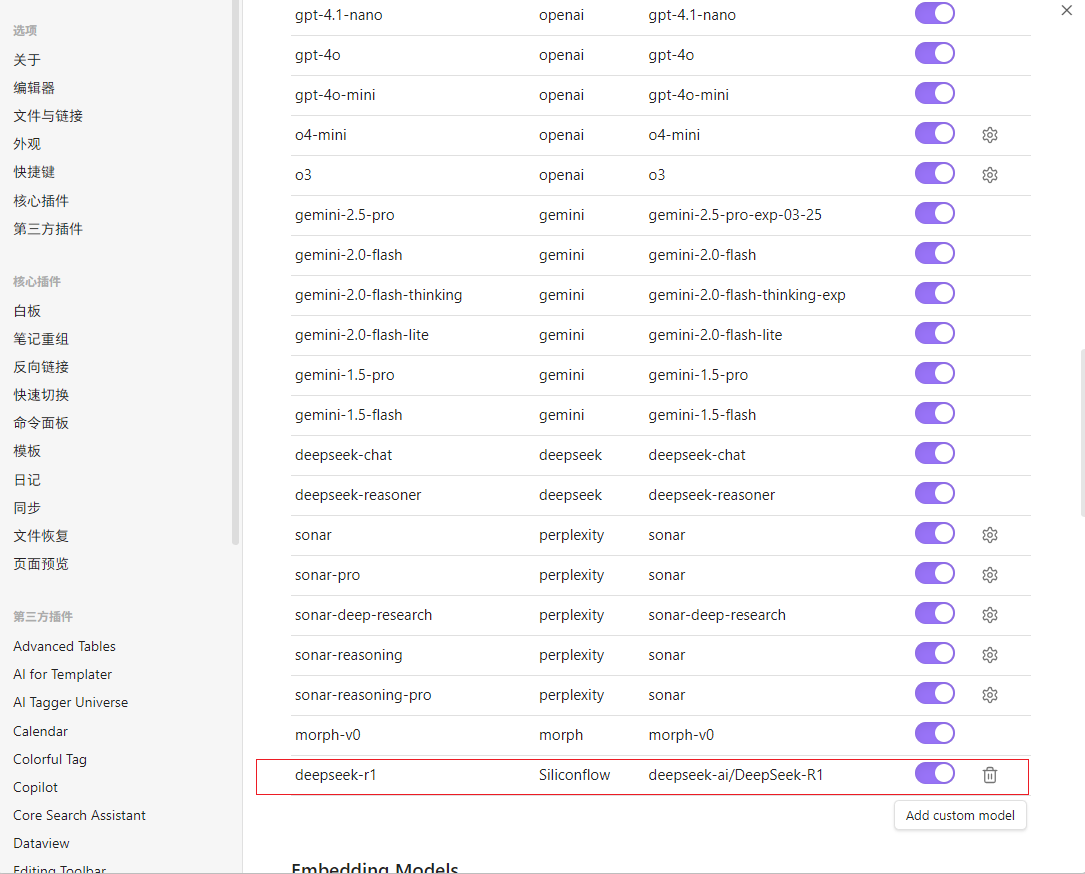 选项
关于
编辑器
文件与链接
外观
快捷键
核心插件
第三方插件
核心插件
白板
笔记重组
反向链接
快速切换
命令面板
模板
日记
同步
文件恢复
页面预览
第三方插件
Advanced Tables
AI for Templater
AI Tagger Universe
Calendar
Colorful Tag
Copilot
Core Search Assistant
Dataview
Editing Toolbar
gpt-4.1-nano openai gpt-4.1-nano
gpt-4o openai gpt-4o
gpt-4o-mini openai gpt-4o-mini
o4-mini openai o4-mini
o3 openai o3
gemini-2.5-pro gemini gemini-2.5-pro-exp-03-25
gemini-2.0-flash gemini gemini-2.0-flash
gemini-2.0-flash-thinking gemini gemini-2.0-flash-thinking-exp
gemini-2.0-flash-lite gemini gemini-2.0-flash-lite
gemini-1.5-pro gemini gemini-1.5-pro
gemini-1.5-flash gemini gemini-1.5-flash
deepseek-chat deepseek deepseek-chat
deepseek-reasoner deepseek deepseek-reasoner
sonar perplexity sonar
sonar-pro perplexity sonar
sonar-deep-research perplexity sonar-deep-research
sonar-reasoning perplexity sonar
sonar-reasoning-pro perplexity sonar
morph-v0 morph morph-v0
deepseek-r1 Siliconflow deepseek-ai/DeepSeek-R1
Add custom model
Embedding Models